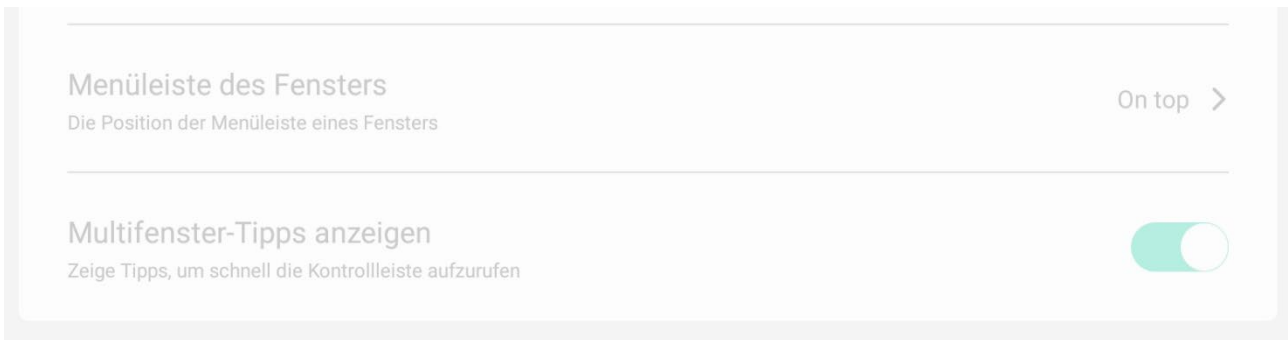 Menüleiste des Fensters
Die Position der Menüleiste eines Fensters
On top
Multifenster-Tipps anzeigen
Zeige Tipps, um schnell die Kontrollleiste aufzurufen